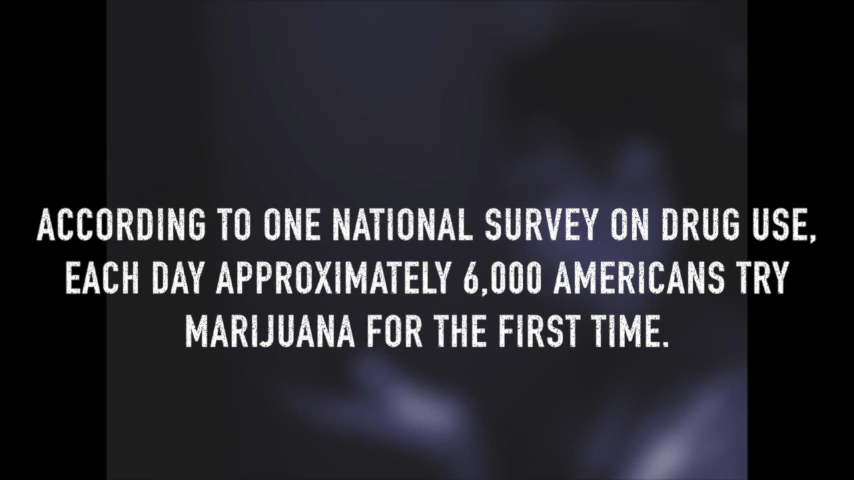 ACCORDING TO ONE NATIONAL SURVEY ON DRUG USE,
EACH DAY APPROXIMATELY 6,000 AMERICANS TRY
MARIJUANA FOR THE FIRST TIME.